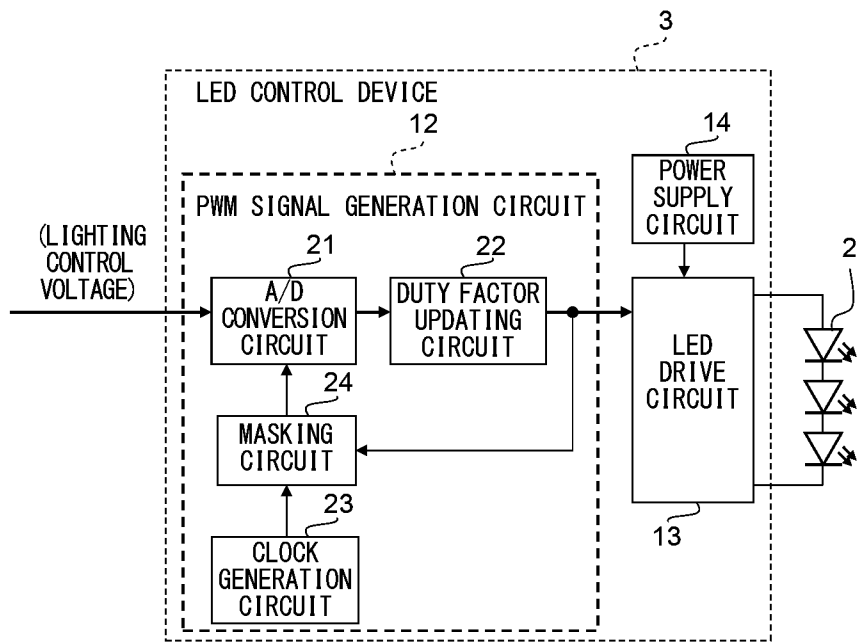 3
LED CONTROL DEVICE
12
14
POWER
SUPPLY
CIRCUIT
PWM SIGNAL GENERATION CIRCUIT
(LIGHTING
CONTROL
VOLTAGE)
21
A/D
CONVERSION
CIRCUIT
22
DUTY FACTOR
UPDATING
CIRCUIT
2
LED
DRIVE
CIRCUIT
24
MASKING
CIRCUIT
13
23
CLOCK
GENERATION
CIRCUIT